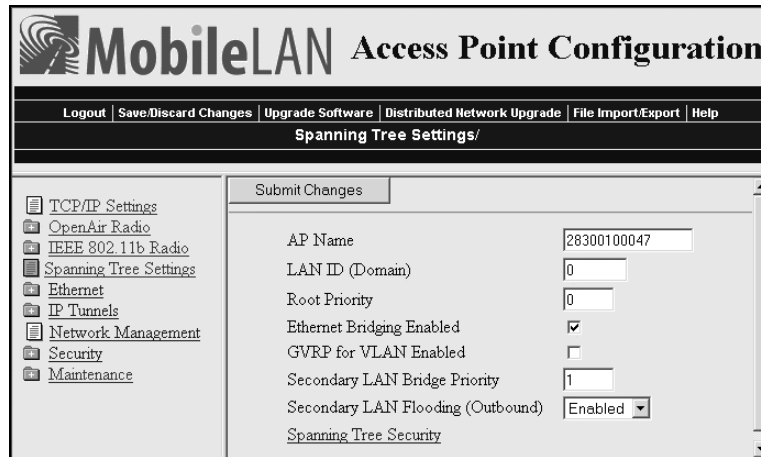 MobileLAN Access Point Configuration
Logout | Save/Discard Changes | Upgrade Software | Distributed Network Upgrade | File Import/Export | Help
Spanning Tree Settings/
TCP/IP Settings
OpenAir Radio
IEEE 802.11b Radio
Spanning Tree Settings
Ethernet
IP Tunnels
Network Management
Security
Maintenance
Submit Changes
AP Name 28300100047
LAN ID (Domain) 0
Root Priority 0
Ethernet Bridging Enabled
GVRP for VLAN Enabled
Secondary LAN Bridge Priority 1
Secondary LAN Flooding (Outbound) Enabled
Spanning Tree Security